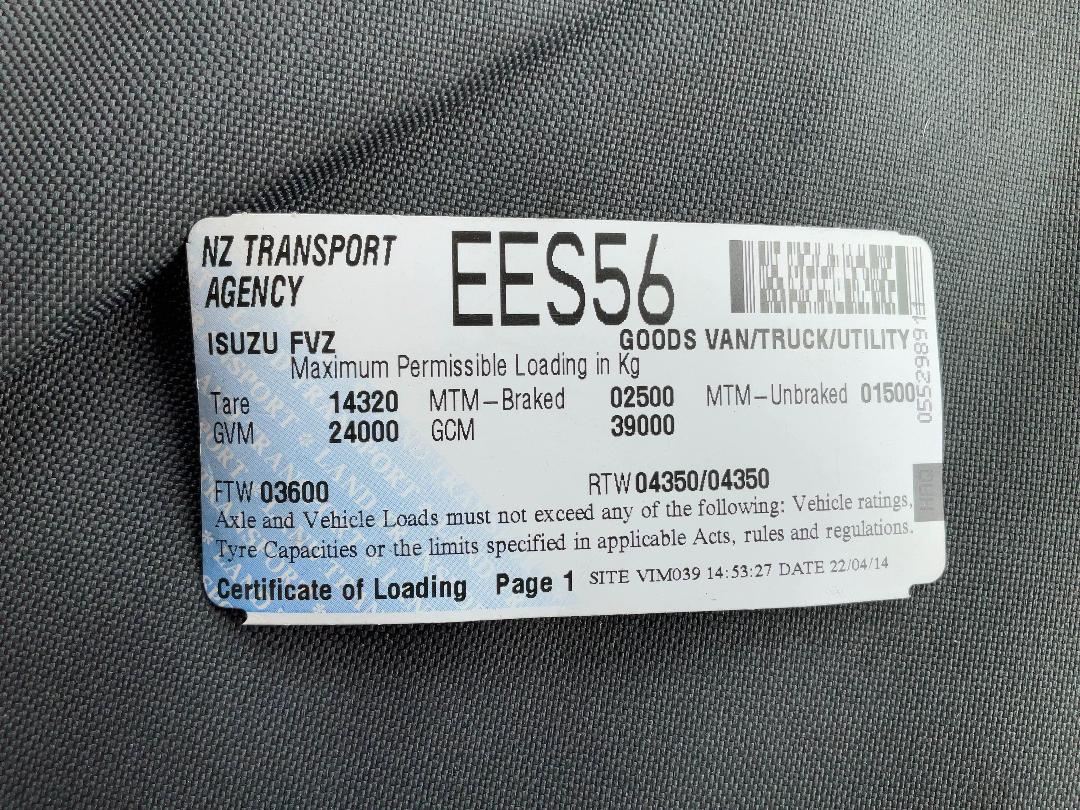 NZ TRANSPORT
AGENCY
EES56
ISUZU FVZ
GOODS VAN/TRUCK/UTILITY
Maximum Permissible Loading in Kg
Tare 14320 MTM-Braked 02500 MTM-Unbraked 01500
GVM 24000 GCM 39000
FTW 03600 RTW 04350/04350
Axle and Vehicle Loads must not exceed any of the following: Vehicle ratings,
Tyre Capacities or the limits specified in applicable Acts, rules and regulations.
Certificate of Loading Page 1 SITE VIM039 14:53:27 DATE 22/04/14